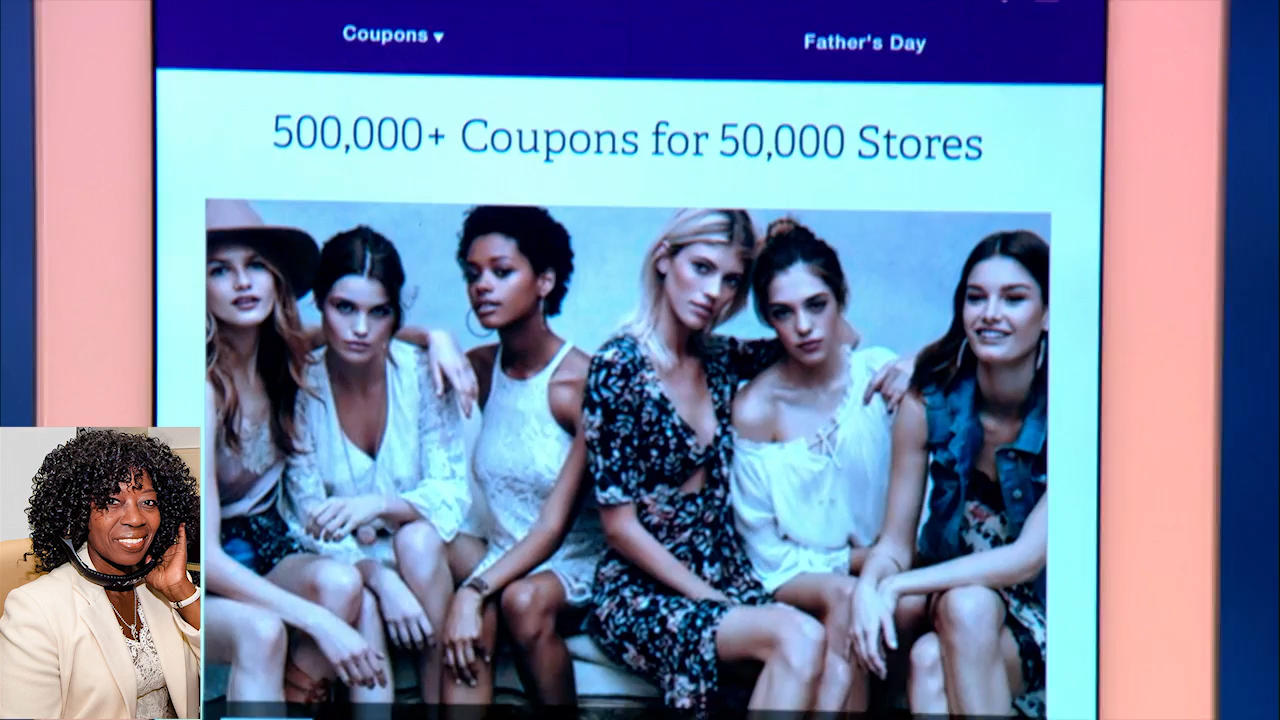 Coupons ▾
Father's Day
500,000+ Coupons for 50,000 Stores